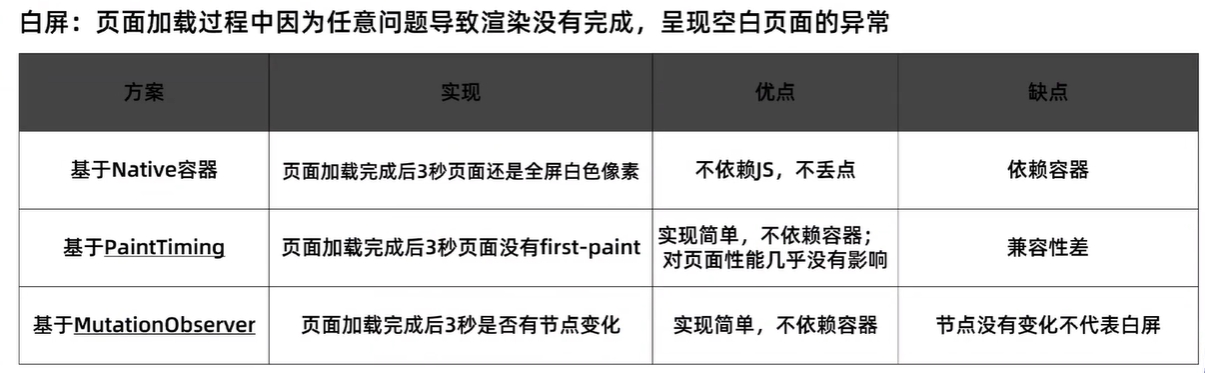 白屏：页面加载过程中因为任意问题导致渲染没有完成，呈现空白页面的异常
方案 实现 优点 缺点
基于Native容器 页面加载完成后3秒页面还是全屏白色像素 不依赖JS，不丢点 依赖容器
基于PaintTiming 页面加载完成后3秒页面没有first-paint 实现简单，不依赖容器； 兼容性差
对页面性能几乎没有影响
基于MutationObserver 页面加载完成后3秒是否有节点变化 实现简单，不依赖容器 节点没有变化不代表白屏